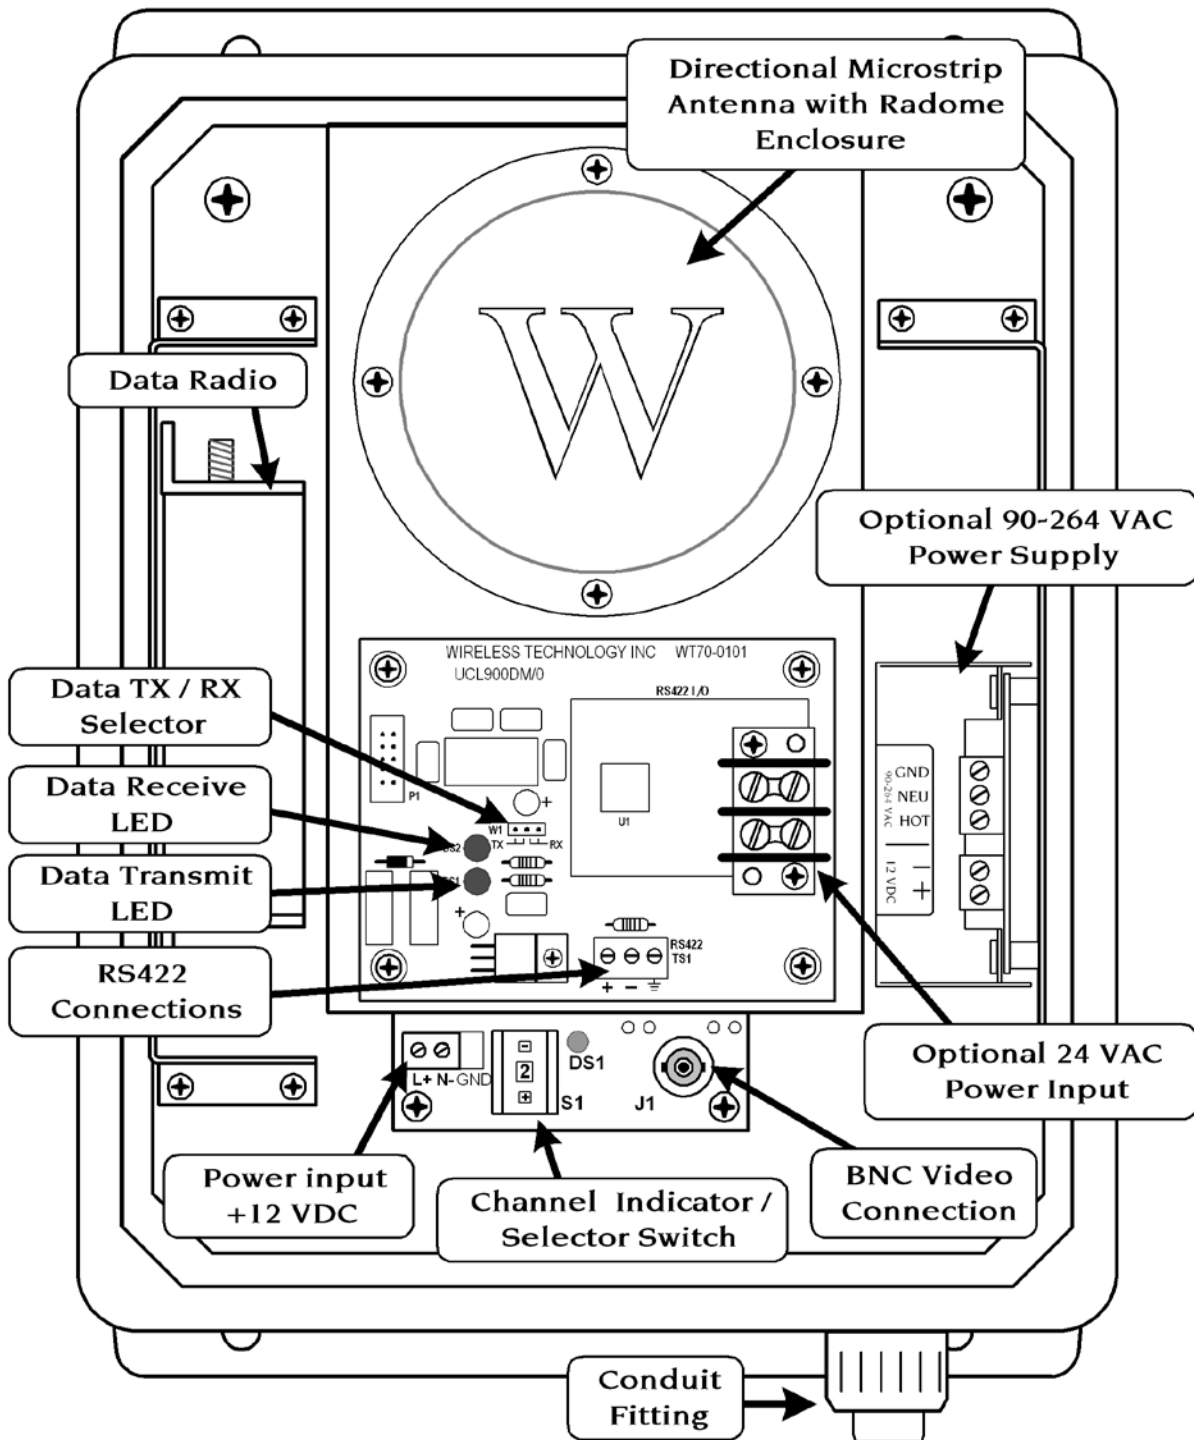 Directional Microstrip
Antenna with Radome
Enclosure
W
Data Radio
Optional 90-264 VAC
Power Supply
WIRELESS TECHNOLOGY INC WT70-0101
UCL900DM/0
RS422 I/O
Data TX / RX
Selector
P1
U1
W1
TX
RX
DS2
DS1
Data Receive
LED
Data Transmit
LED
RS422
Connections
+
+
RS422
TS1
+ −
90-264 VAC
GND
NEU
HOT
12 VDC
− +
L+ N- GND
-
2
+
S1
DS1
J1
Optional 24 VAC
Power Input
Power input
+12 VDC
Channel Indicator /
Selector Switch
BNC Video
Connection
Conduit
Fitting